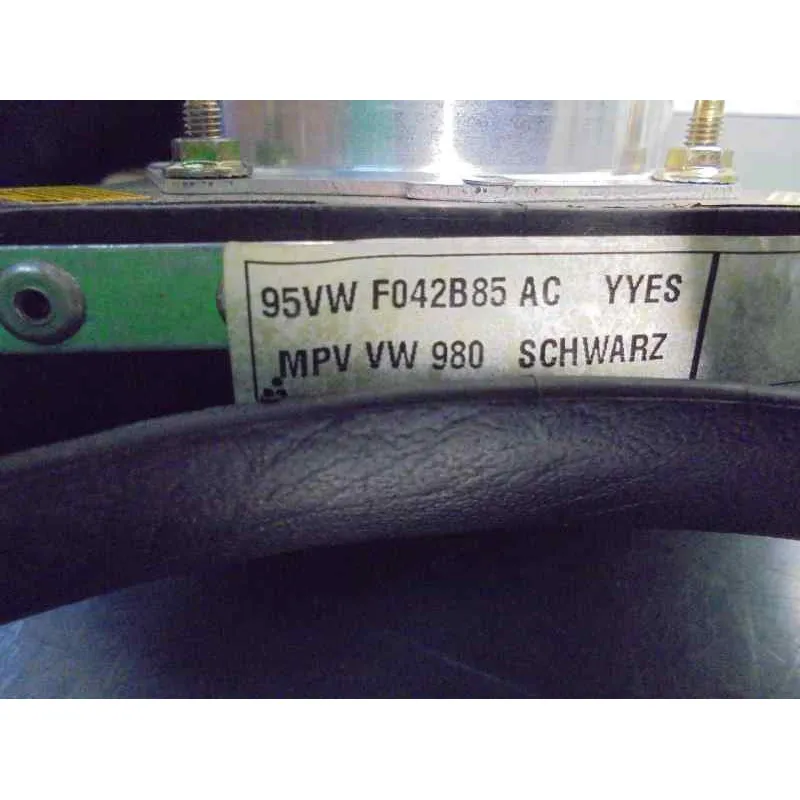 95VW F042B85 AC YYES
MPV VW 980 SCHWARZ